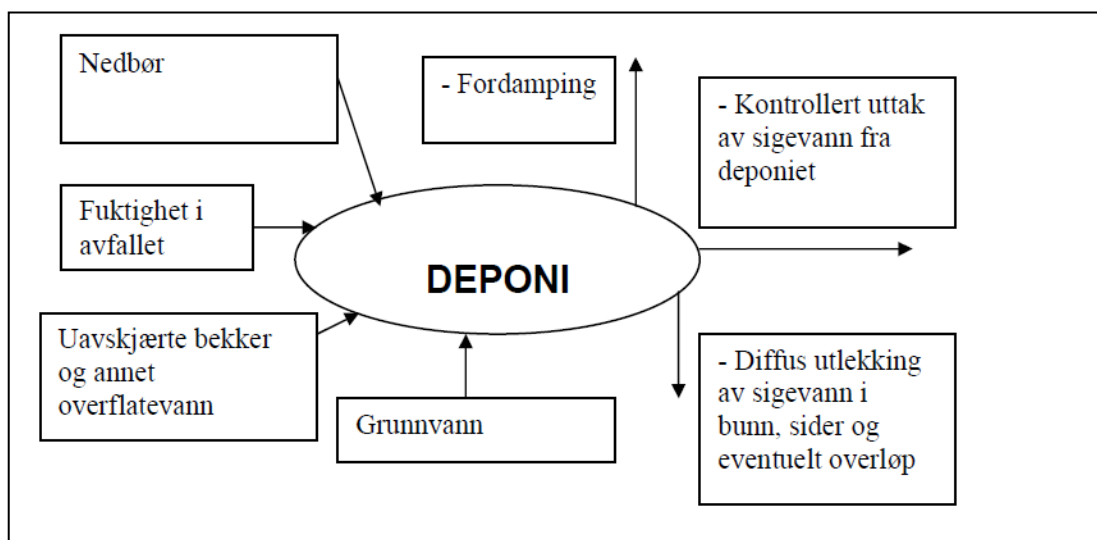 Nedbør
- Fordamping
- Kontrollert uttak
av sigevann fra
deponiet
Fuktighet i
avfallet
DEPONI
Uavskjærte bekker
og annet
overflatevann
Grunnvann
- Diffus utlekking
av sigevann i
bunn, sider og
eventuelt overløp